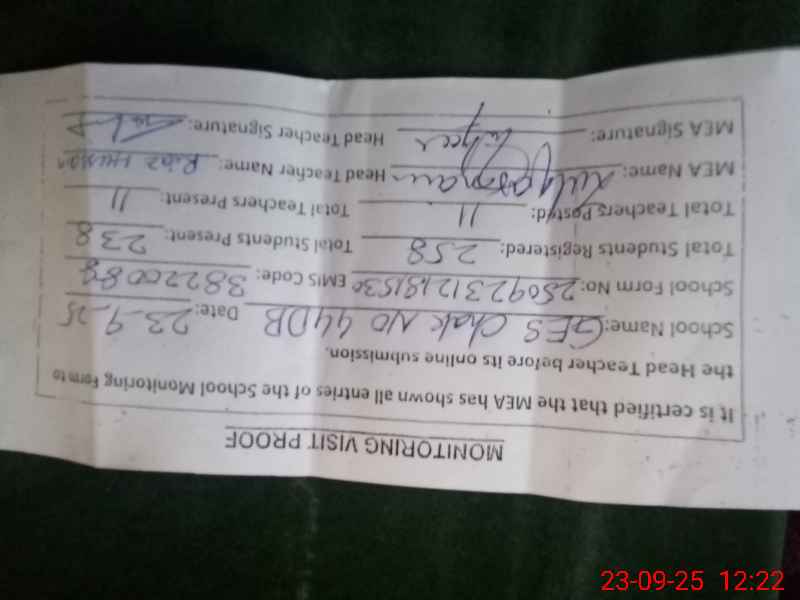 MONITORING VISIT PROOF
It is certified that the MEA has shown all entries of the School Monitoring Form to
the Head Teacher before its online submission.
School Name: GES Chak No 44DB Date: 23-9-25
School Form No: EMIS Code:
Total Students Registered: 258 Total Students Present: 238
Total Teachers Posted: 11 Total Teachers Present: 11
MEA Name: Head Teacher Name: Riaz Hussain
MEA Signature: Head Teacher Signature:
23-09-25 12:22